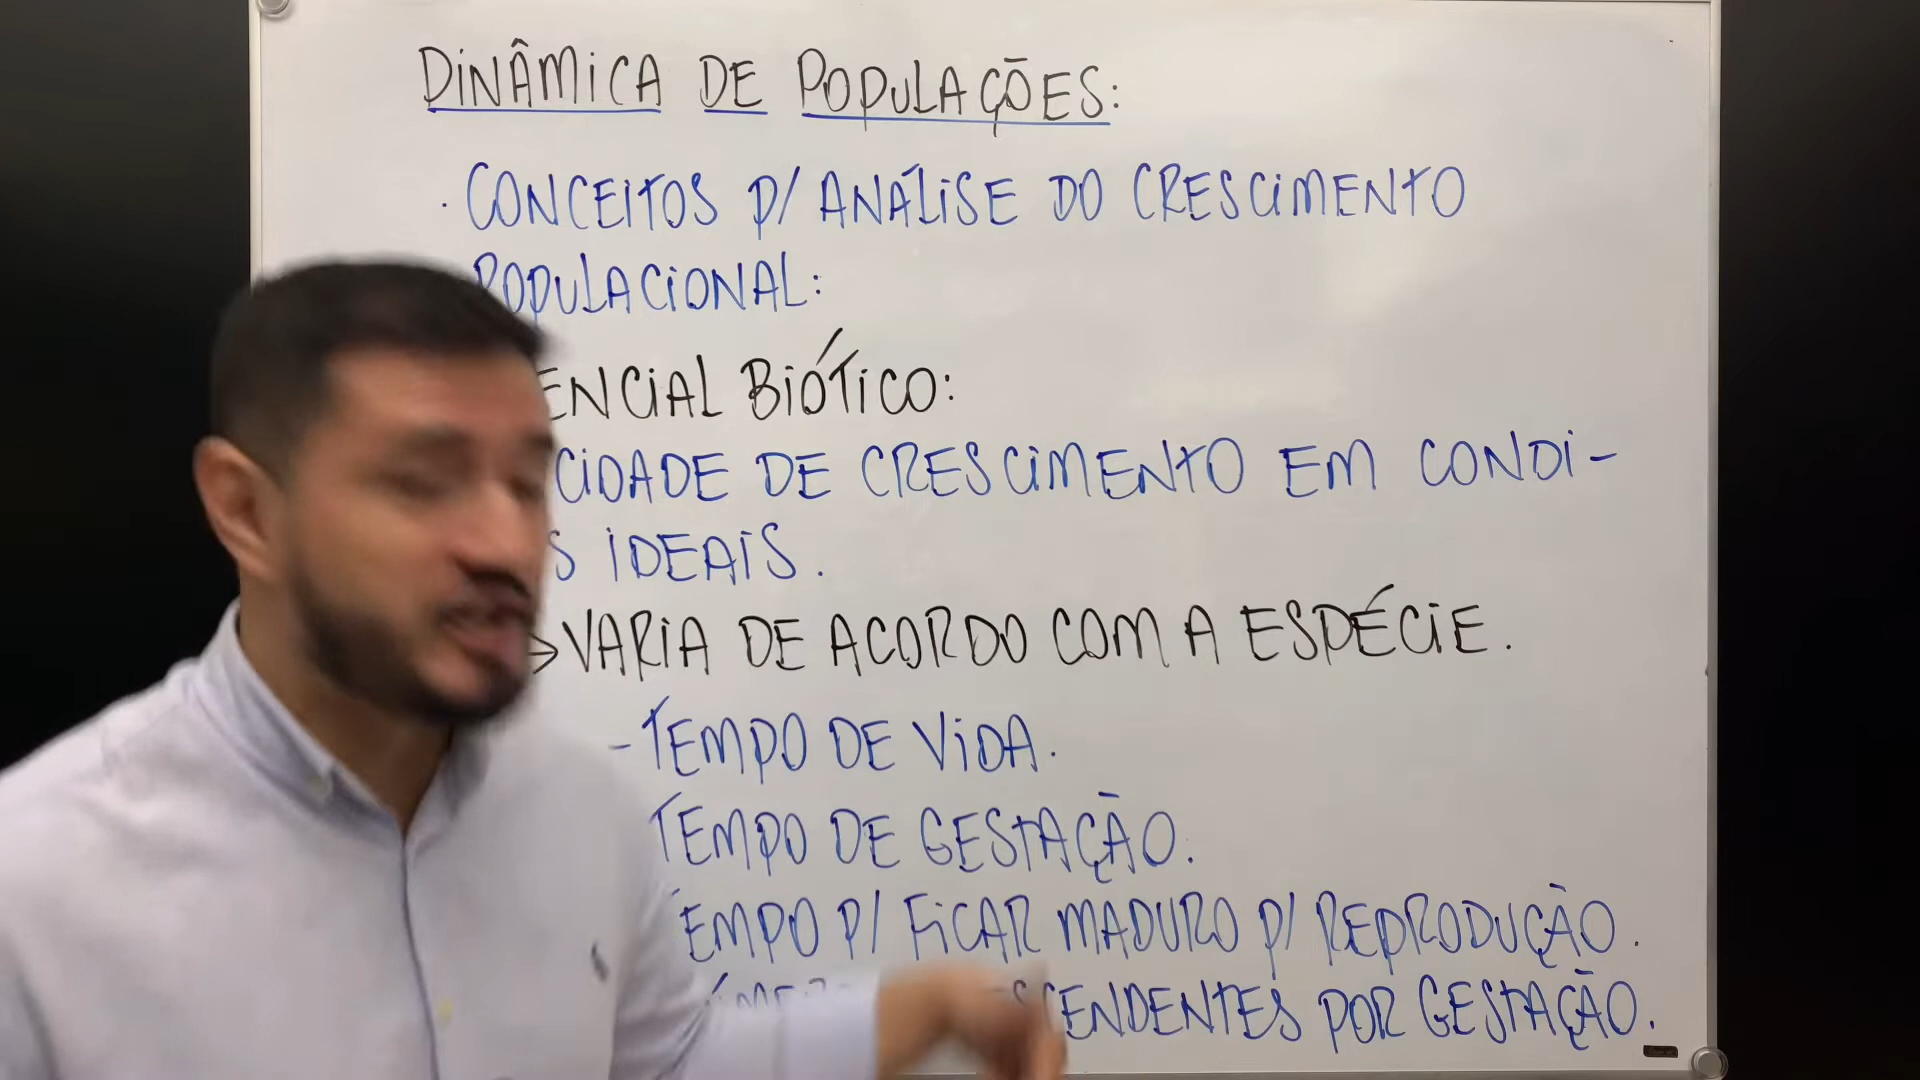 DINÂMICA DE POPULAÇÕES:
· CONCEITOS P/ ANÁLISE DO CRESCIMENTO
POPULACIONAL:
ENCIAL BIÓTICO:
CIDADE DE CRESCIMENTO EM CONDI-
S IDEAIS.
→ VARIA DE ACORDO COM A ESPÉCIE.
- TEMPO DE VIDA.
TEMPO DE GESTAÇÃO.
EMPO P/ FICAR MADURO P/ REPRODUÇÃO.
SCENDENTES POR GESTAÇÃO.